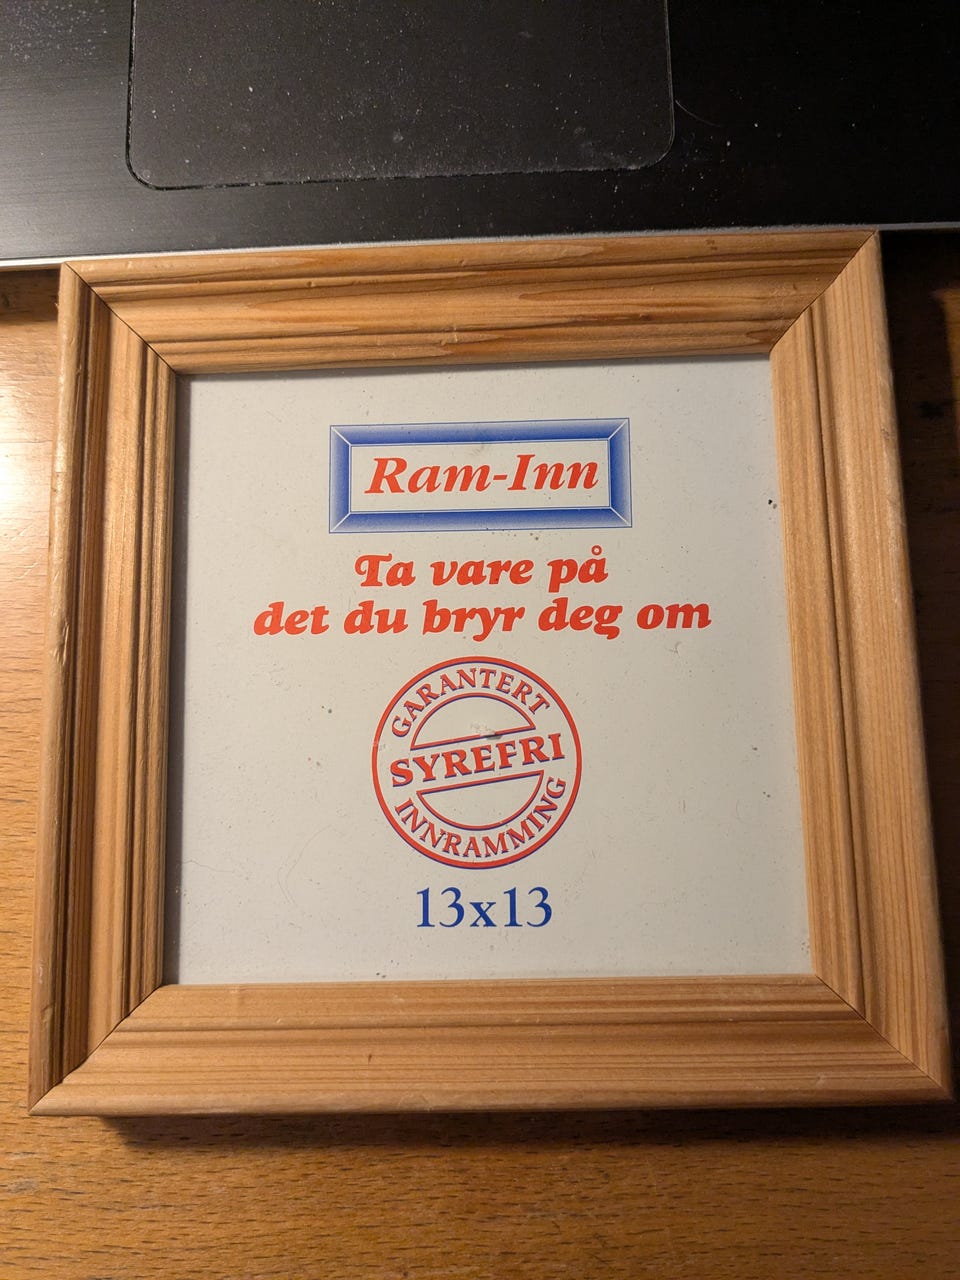 Ram-Inn
Ta vare på
det du bryr deg om
GARANTERT
SYREFRI
INNRAMMING
13x13